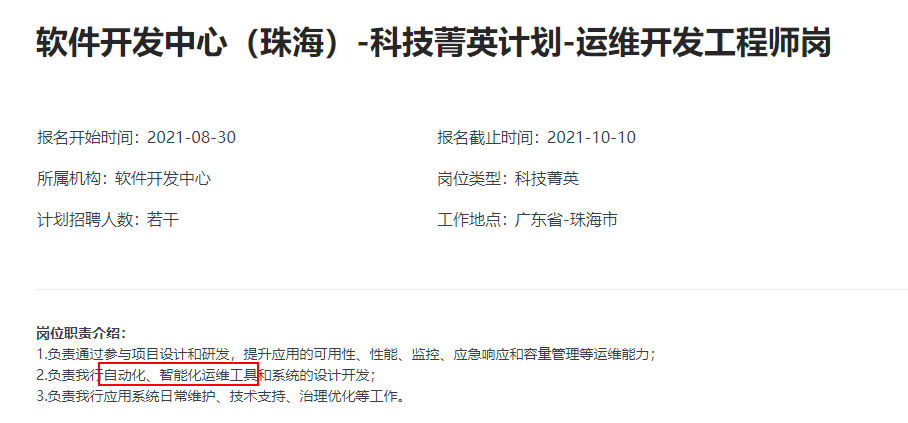 软件开发中心（珠海）-科技菁英计划-运维开发工程师岗
报名开始时间：2021-08-30
报名截止时间：2021-10-10
所属机构：软件开发中心
岗位类型：科技菁英
计划招聘人数：若干
工作地点：广东省-珠海市
岗位职责介绍：
1.负责通过参与项目设计和研发，提升应用的可用性、性能、监控、应急响应和容量管理等运维能力；
2.负责我行自动化、智能化运维工具和系统的设计开发；
3.负责我行应用系统日常维护、技术支持、治理优化等工作。